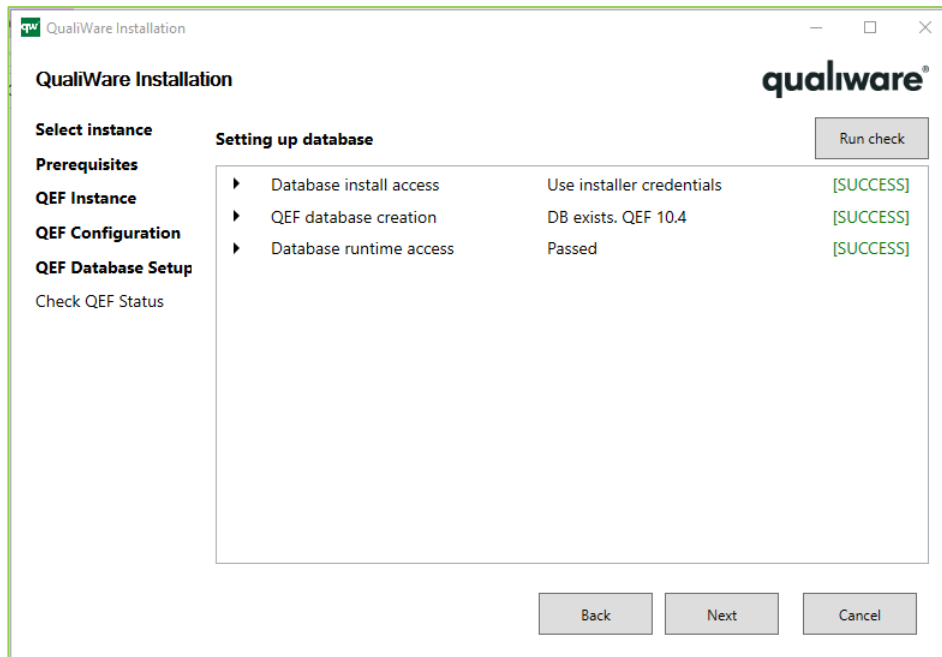 qw QualiWare Installation
QualiWare Installation
qualiware®
Select instance
Prerequisites
QEF Instance
QEF Configuration
QEF Database Setup
Check QEF Status
Setting up database
Run check
Database install access Use installer credentials [SUCCESS]
QEF database creation DB exists. QEF 10.4 [SUCCESS]
Database runtime access Passed [SUCCESS]
Back Next Cancel